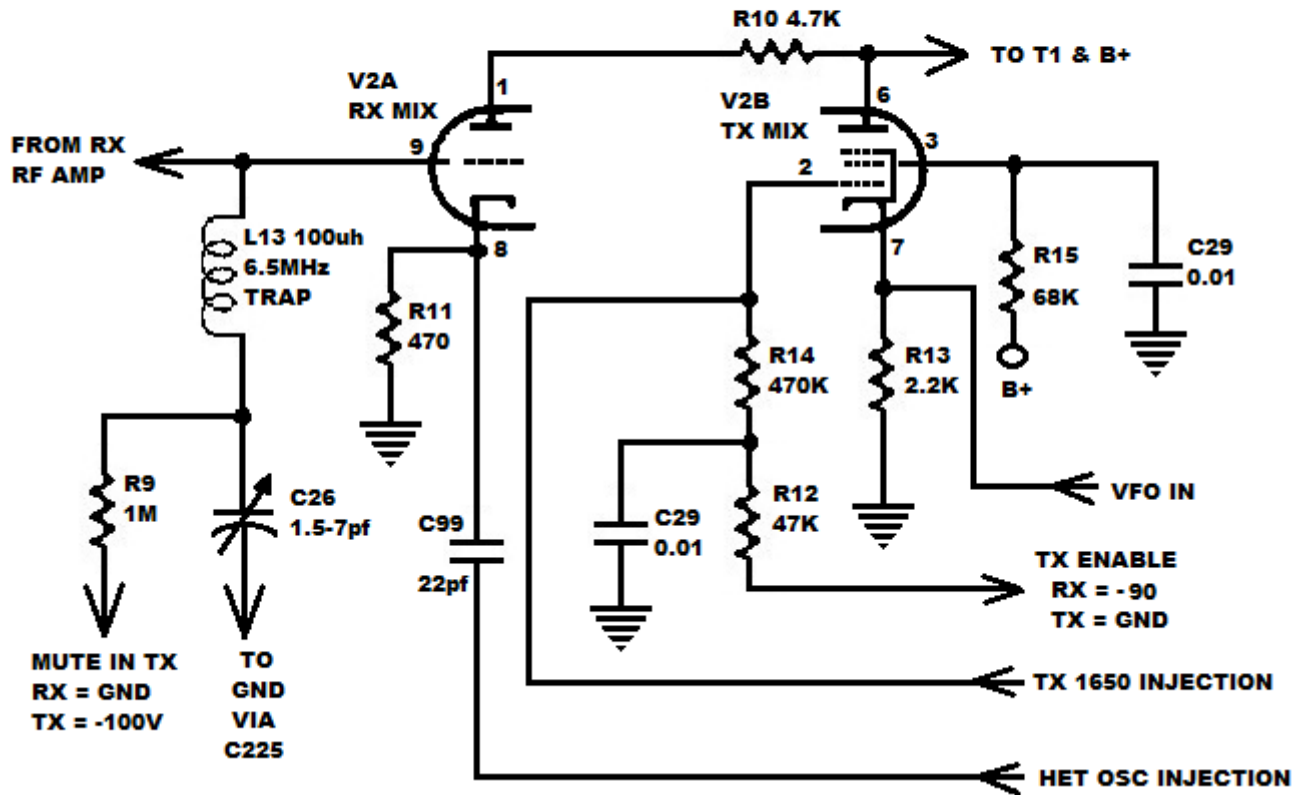 R10 4.7K
TO T1 & B+
V2A
RX MIX
1
V2B
TX MIX
6
FROM RX
RF AMP
9
3
2
L13 100uh
6.5MHz
TRAP
8
7
R11
470
R15
68K
C29
0.01
R14
470K
R13
2.2K
B+
R9
1M
C26
1.5-7pf
C99
22pf
C29
0.01
R12
47K
VFO IN
TX ENABLE
RX = -90
TX = GND
MUTE IN TX
RX = GND
TX = -100V
TO
GND
VIA
C225
TX 1650 INJECTION
HET OSC INJECTION